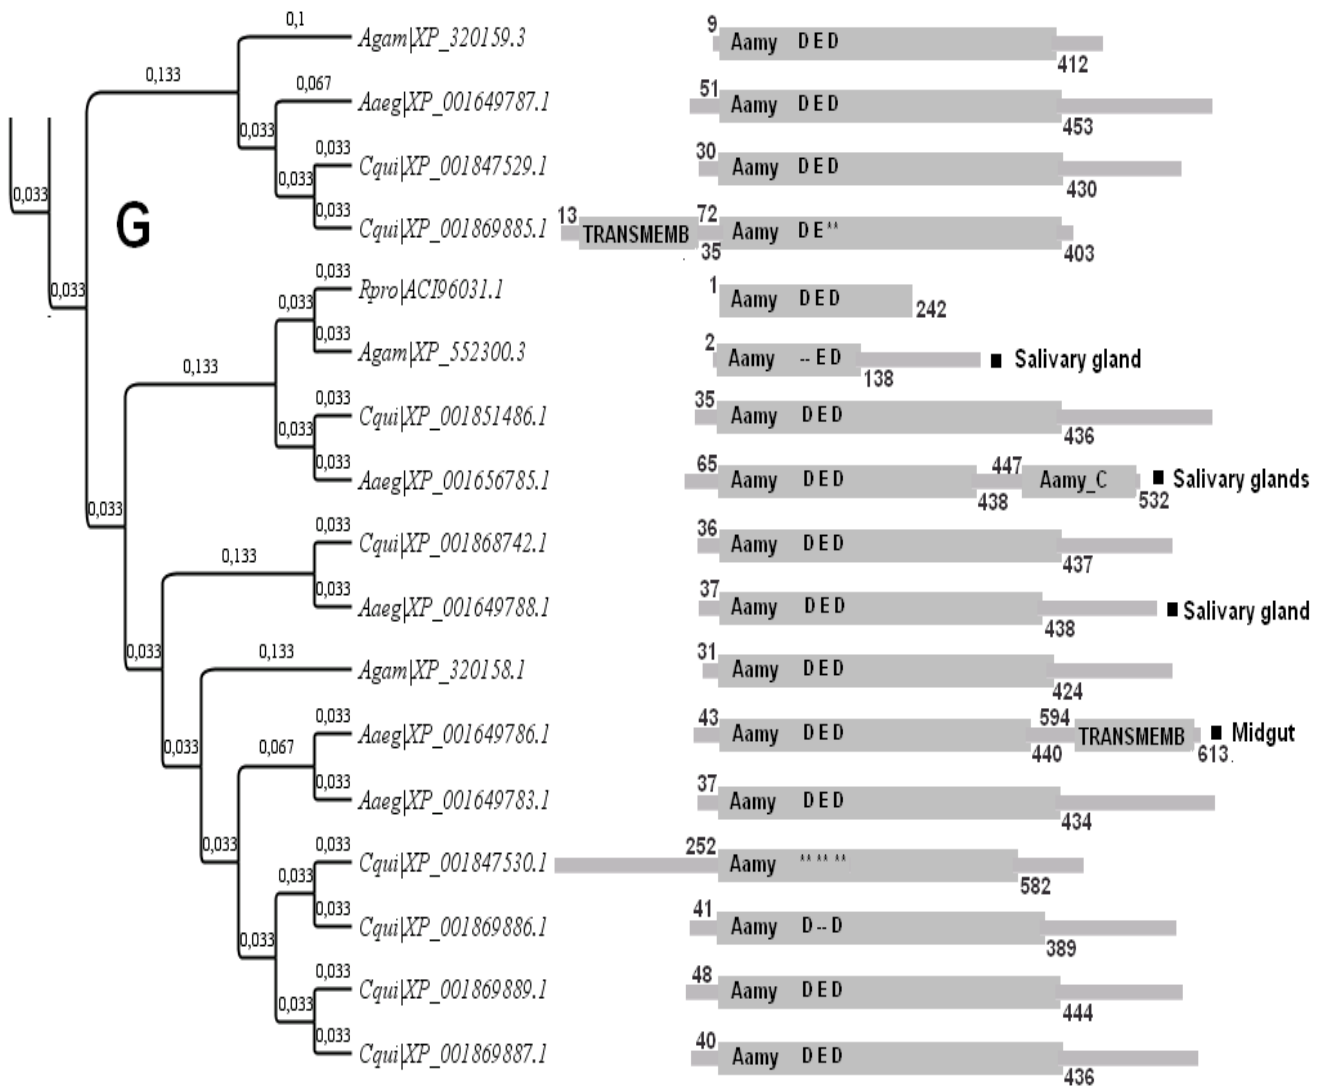 0,1
Agam|XP_320159.3
9
Aamy DED
412
0,133
0,067
Aaeg|XP_001649787.1
51
Aamy DED
453
0,033
0,033
Cqui|XP_001847529.1
30
Aamy DED
430
0,033
0,033
G
0,033
Cqui|XP_001869885.1
13
TRANSMEMB
35
72
Aamy DE**
403
0,033
0,033
Rpro|ACI96031.1
1
Aamy DED
242
0,033
0,033
Agam|XP_552300.3
2
Aamy --ED
138
Salivary gland
0,133
0,033
Cqui|XP_001851486.1
35
Aamy DED
436
0,033
0,033
Aaeg|XP_001656785.1
65
Aamy DED
438
447
Aamy_C
532
Salivary glands
0,033
0,033
Cqui|XP_001868742.1
36
Aamy DED
437
0,133
0,033
Aaeg|XP_001649788.1
37
Aamy DED
438
Salivary gland
0,033
0,133
Agam|XP_320158.1
31
Aamy DED
424
0,033
0,033
Aaeg|XP_001649786.1
43
Aamy DED
440
594
TRANSMEMB
613
Midgut
0,067
0,033
Aaeg|XP_001649783.1
37
Aamy DED
434
0,033
0,033
Cqui|XP_001847530.1
252
Aamy ** ** **
582
0,033
0,033
Cqui|XP_001869886.1
41
Aamy D--D
389
0,033
0,033
Cqui|XP_001869889.1
48
Aamy DED
444
0,033
0,033
Cqui|XP_001869887.1
40
Aamy DED
436